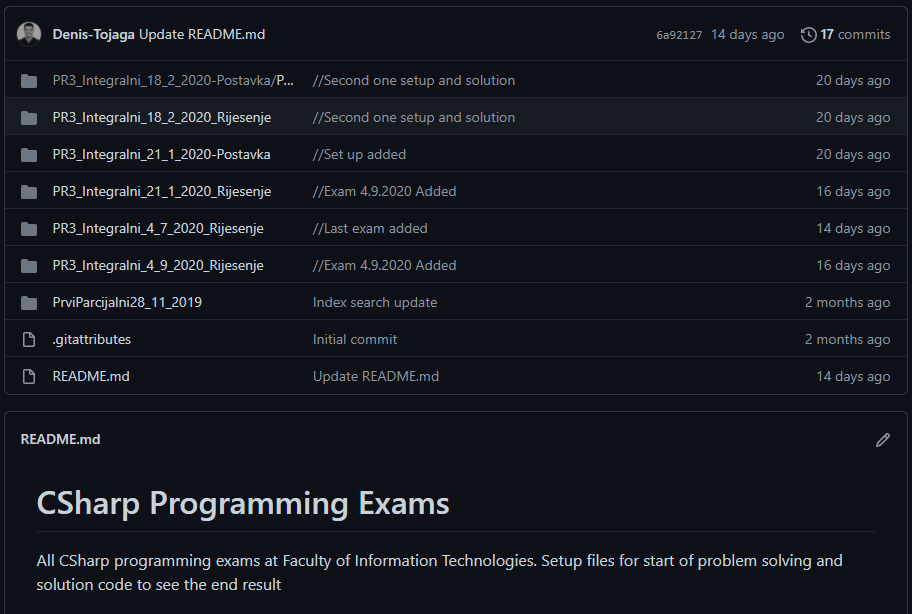 Denis-Tojaga Update README.md 6a92127 14 days ago 17 commits
PR3_Integralni_18_2_2020-Postavka/P... //Second one setup and solution 20 days ago
PR3_Integralni_18_2_2020_Rijesenje //Second one setup and solution 20 days ago
PR3_Integralni_21_1_2020-Postavka //Set up added 20 days ago
PR3_Integralni_21_1_2020_Rijesenje //Exam 4.9.2020 Added 16 days ago
PR3_Integralni_4_7_2020_Rijesenje //Last exam added 14 days ago
PR3_Integralni_4_9_2020_Rijesenje //Exam 4.9.2020 Added 16 days ago
PrviParcijalni28_11_2019 Index search update 2 months ago
.gitattributes Initial commit 2 months ago
README.md Update README.md 14 days ago
README.md
CSharp Programming Exams
All CSharp programming exams at Faculty of Information Technologies. Setup files for start of problem solving and
solution code to see the end result